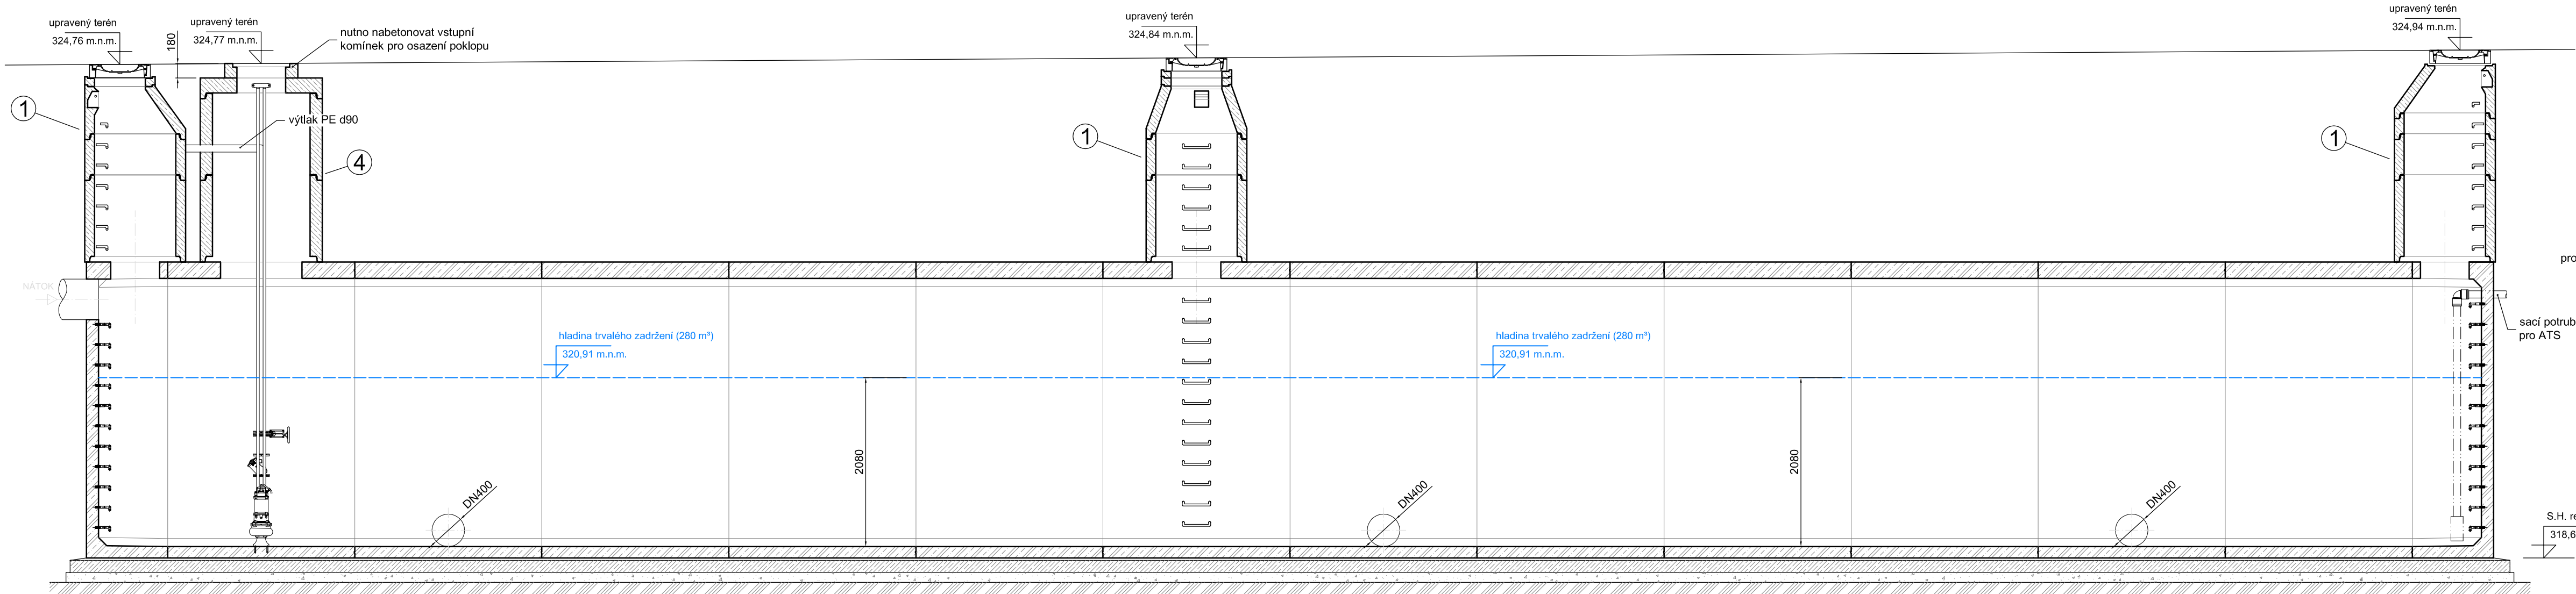 upravený terén
324,76 m.n.m.
180
upravený terén
324,77 m.n.m.
nutno nabetonovat vstupní
komínek pro osazení poklopu
upravený terén
324,84 m.n.m.
upravený terén
324,94 m.n.m.
1
výtlak PE d90
4
1
1
pro
NÁTOK
hladina trvalého zadržení (280 m³)
320,91 m.n.m.
hladina trvalého zadržení (280 m³)
320,91 m.n.m.
sací potrub
pro ATS
2080
2080
DN400
DN400
DN400
S.H. re
318,6